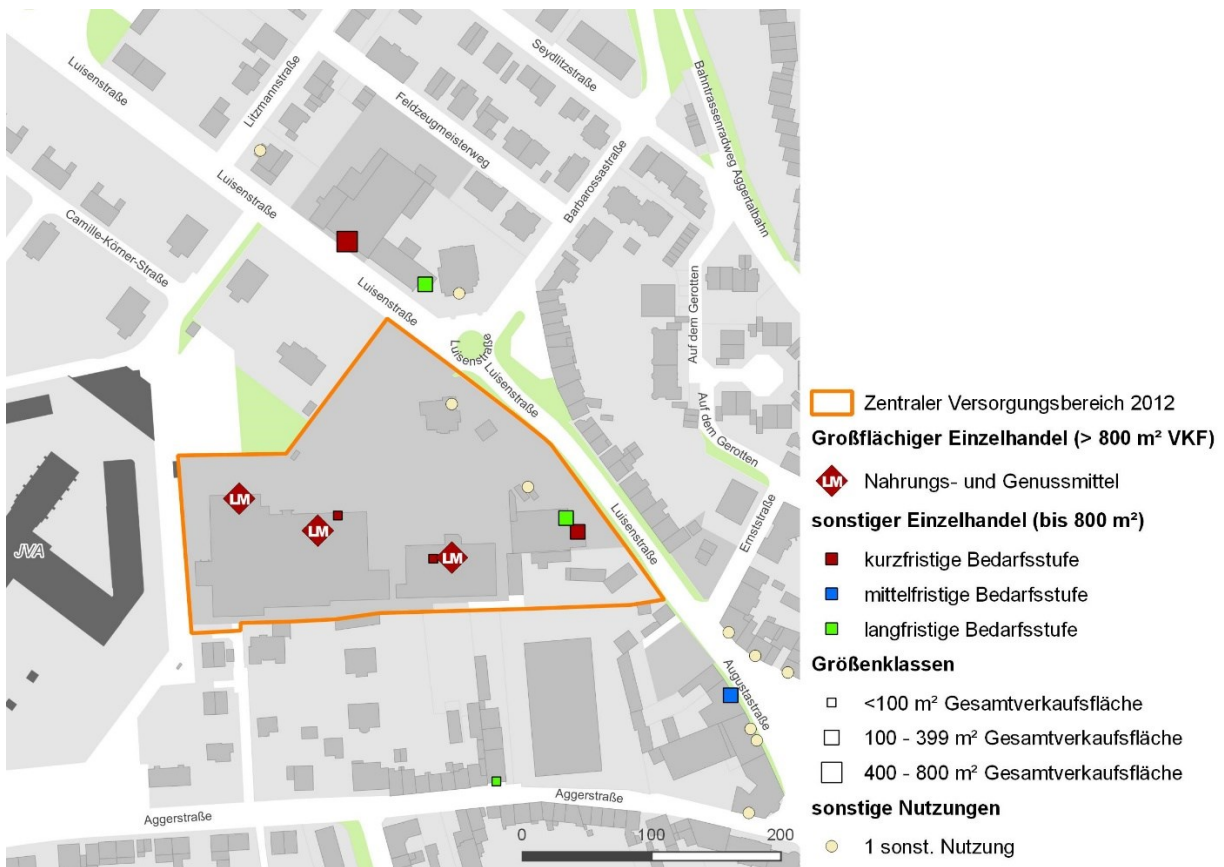 Luisenstraße
Litzmannstraße
Seydlitzstraße
Feldzeugmeisterweg
Bahntrassenradweg Aggertalbahn
Barbarossastraße
Luisenstraße
Camille-Körner-Straße
Luisenstraße
Luisenstraße
Luisenstraße
Auf dem Gerotten
Auf dem Gerotten
Ernststraße
Luisenstraße
LM
LM
LM
JVA
Augustastraße
Aggerstraße
Aggerstraße
0 100 200
Zentraler Versorgungsbereich 2012
Großflächiger Einzelhandel (> 800 m² VKF)
LM Nahrungs- und Genussmittel
sonstiger Einzelhandel (bis 800 m²)
kurzfristige Bedarfsstufe
mittelfristige Bedarfsstufe
langfristige Bedarfsstufe
Größenklassen
<100 m² Gesamtverkaufsfläche
100 - 399 m² Gesamtverkaufsfläche
400 - 800 m² Gesamtverkaufsfläche
sonstige Nutzungen
1 sonst. Nutzung